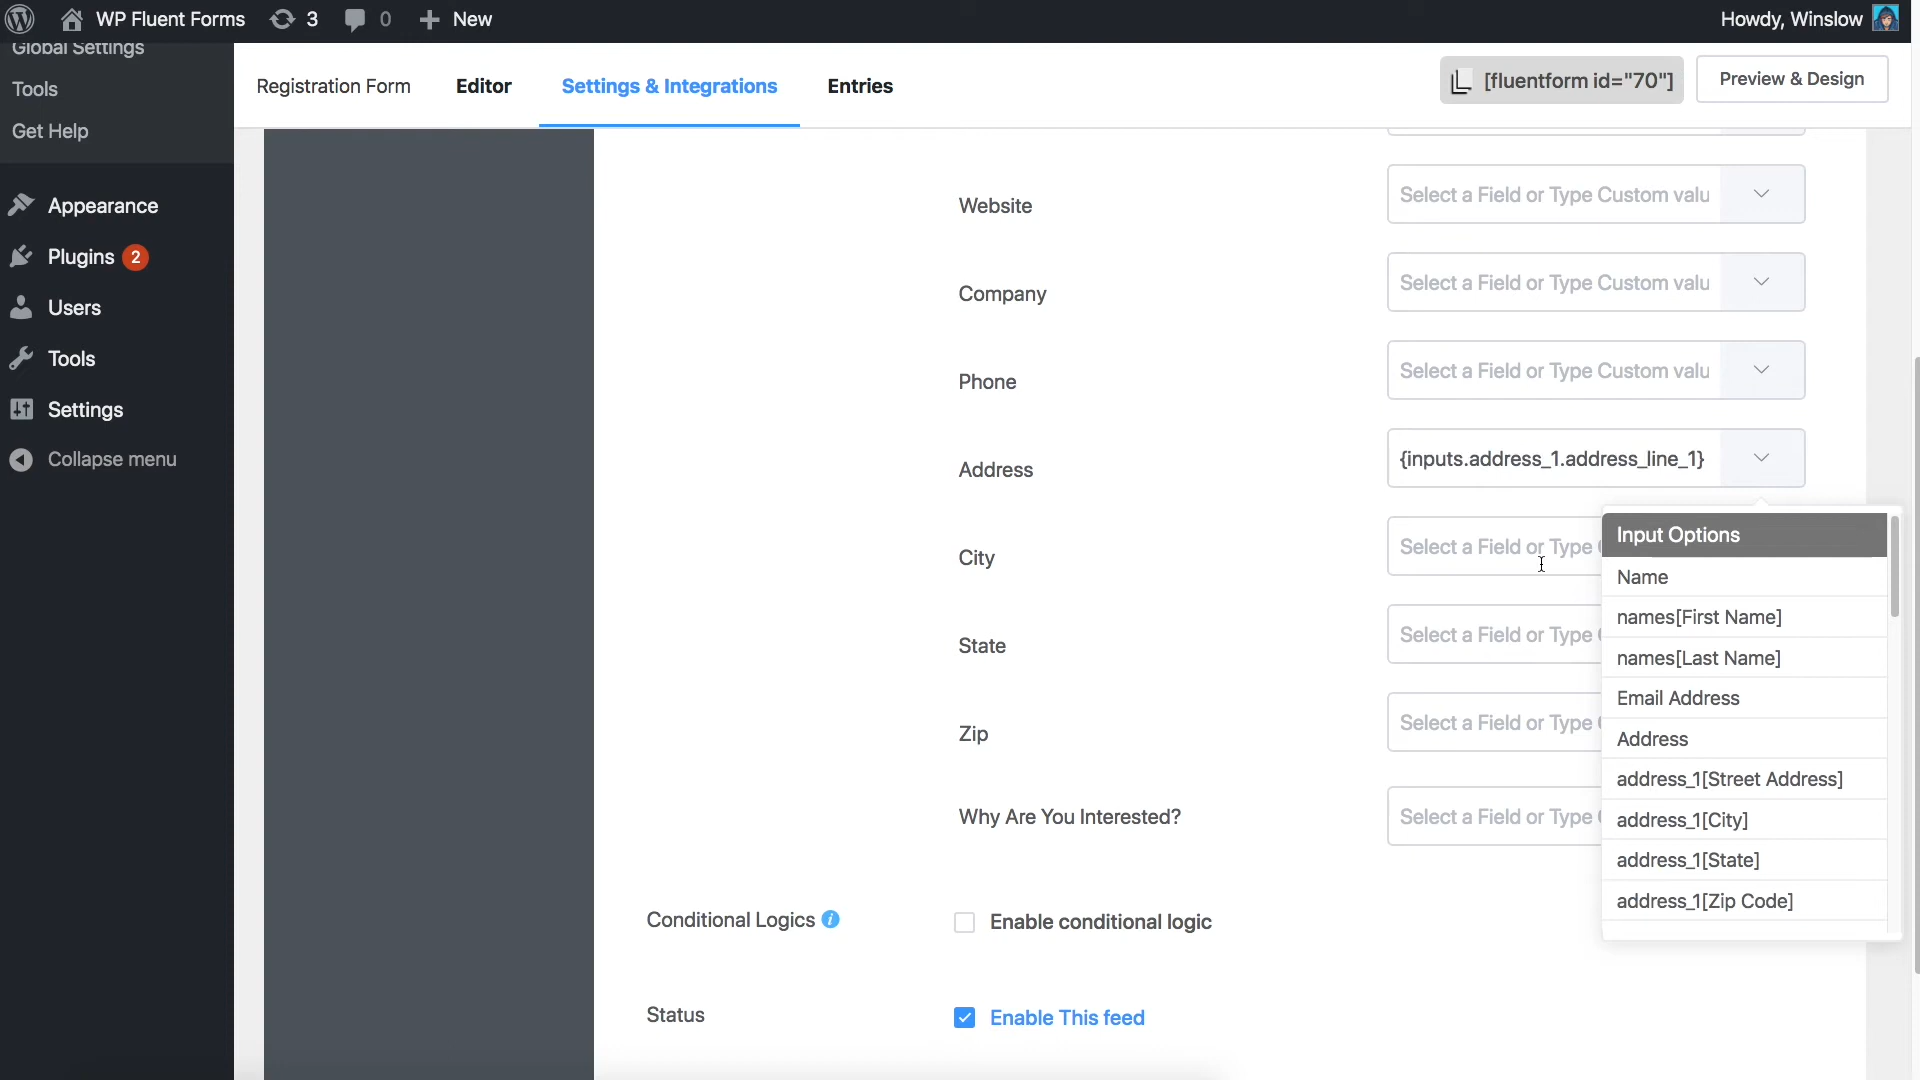 WP Fluent Forms
3
0
New
Howdy, Winslow
Global Settings
Tools
Get Help
Appearance
Plugins 2
Users
Tools
Settings
Collapse menu
Registration Form
Editor
Settings & Integrations
Entries
[fluentform id="70"]
Preview & Design
Website
Select a Field or Type Custom valu
Company
Select a Field or Type Custom valu
Phone
Select a Field or Type Custom valu
Address
{inputs.address_1.address_line_1}
City
Select a Field or Type
State
Select a Field or Type
Zip
Select a Field or Type
Why Are You Interested?
Select a Field or Type
Input Options
Name
names[First Name]
names[Last Name]
Email Address
Address
address_1[Street Address]
address_1[City]
address_1[State]
address_1[Zip Code]
Conditional Logics
Enable conditional logic
Status
Enable This feed